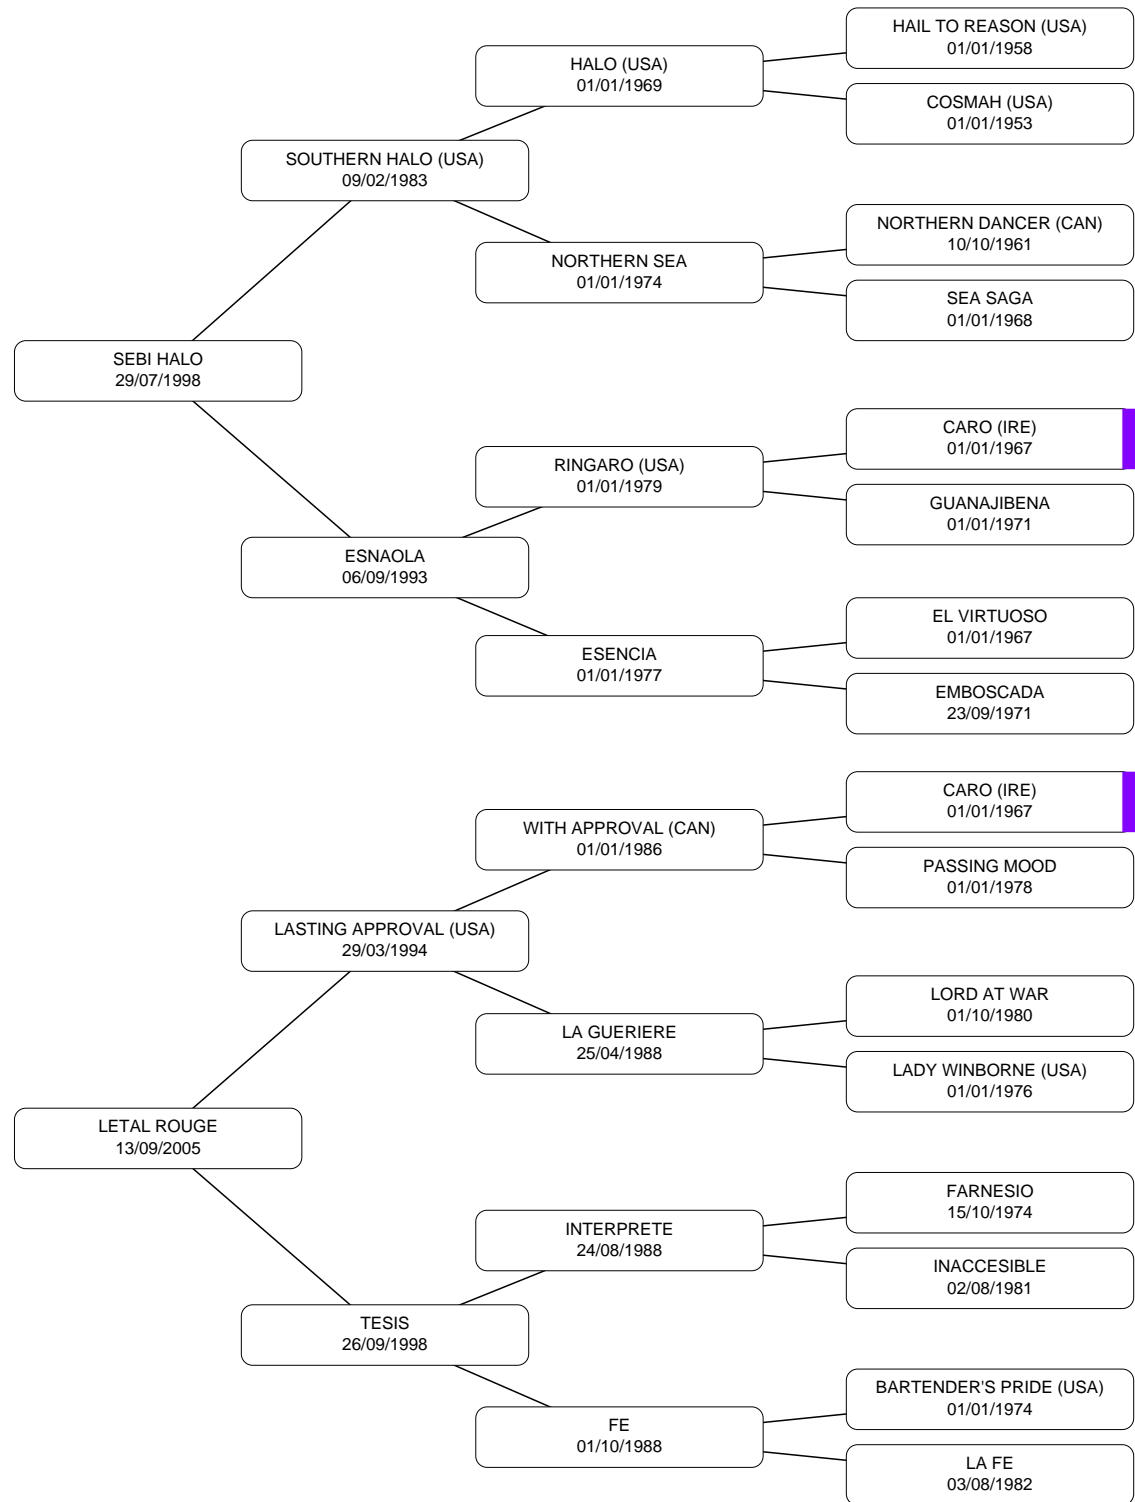 HAIL TO REASON (USA)
01/01/1958
HALO (USA)
01/01/1969
COSMAH (USA)
01/01/1953
SOUTHERN HALO (USA)
09/02/1983
NORTHERN DANCER (CAN)
10/10/1961
NORTHERN SEA
01/01/1974
SEA SAGA
01/01/1968
SEBI HALO
29/07/1998
CARO (IRE)
01/01/1967
RINGARO (USA)
01/01/1979
GUANAJIBENA
01/01/1971
ESNAOLA
06/09/1993
EL VIRTUOSO
01/01/1967
ESENCIA
01/01/1977
EMBOSCADA
23/09/1971
CARO (IRE)
01/01/1967
WITH APPROVAL (CAN)
01/01/1986
PASSING MOOD
01/01/1978
LASTING APPROVAL (USA)
29/03/1994
LORD AT WAR
01/10/1980
LA GUERIERE
25/04/1988
LADY WINBORNE (USA)
01/01/1976
LETAL ROUGE
13/09/2005
FARNESIO
15/10/1974
INTERPRETE
24/08/1988
INACCESIBLE
02/08/1981
TESIS
26/09/1998
BARTENDER'S PRIDE (USA)
01/01/1974
FE
01/10/1988
LA FE
03/08/1982